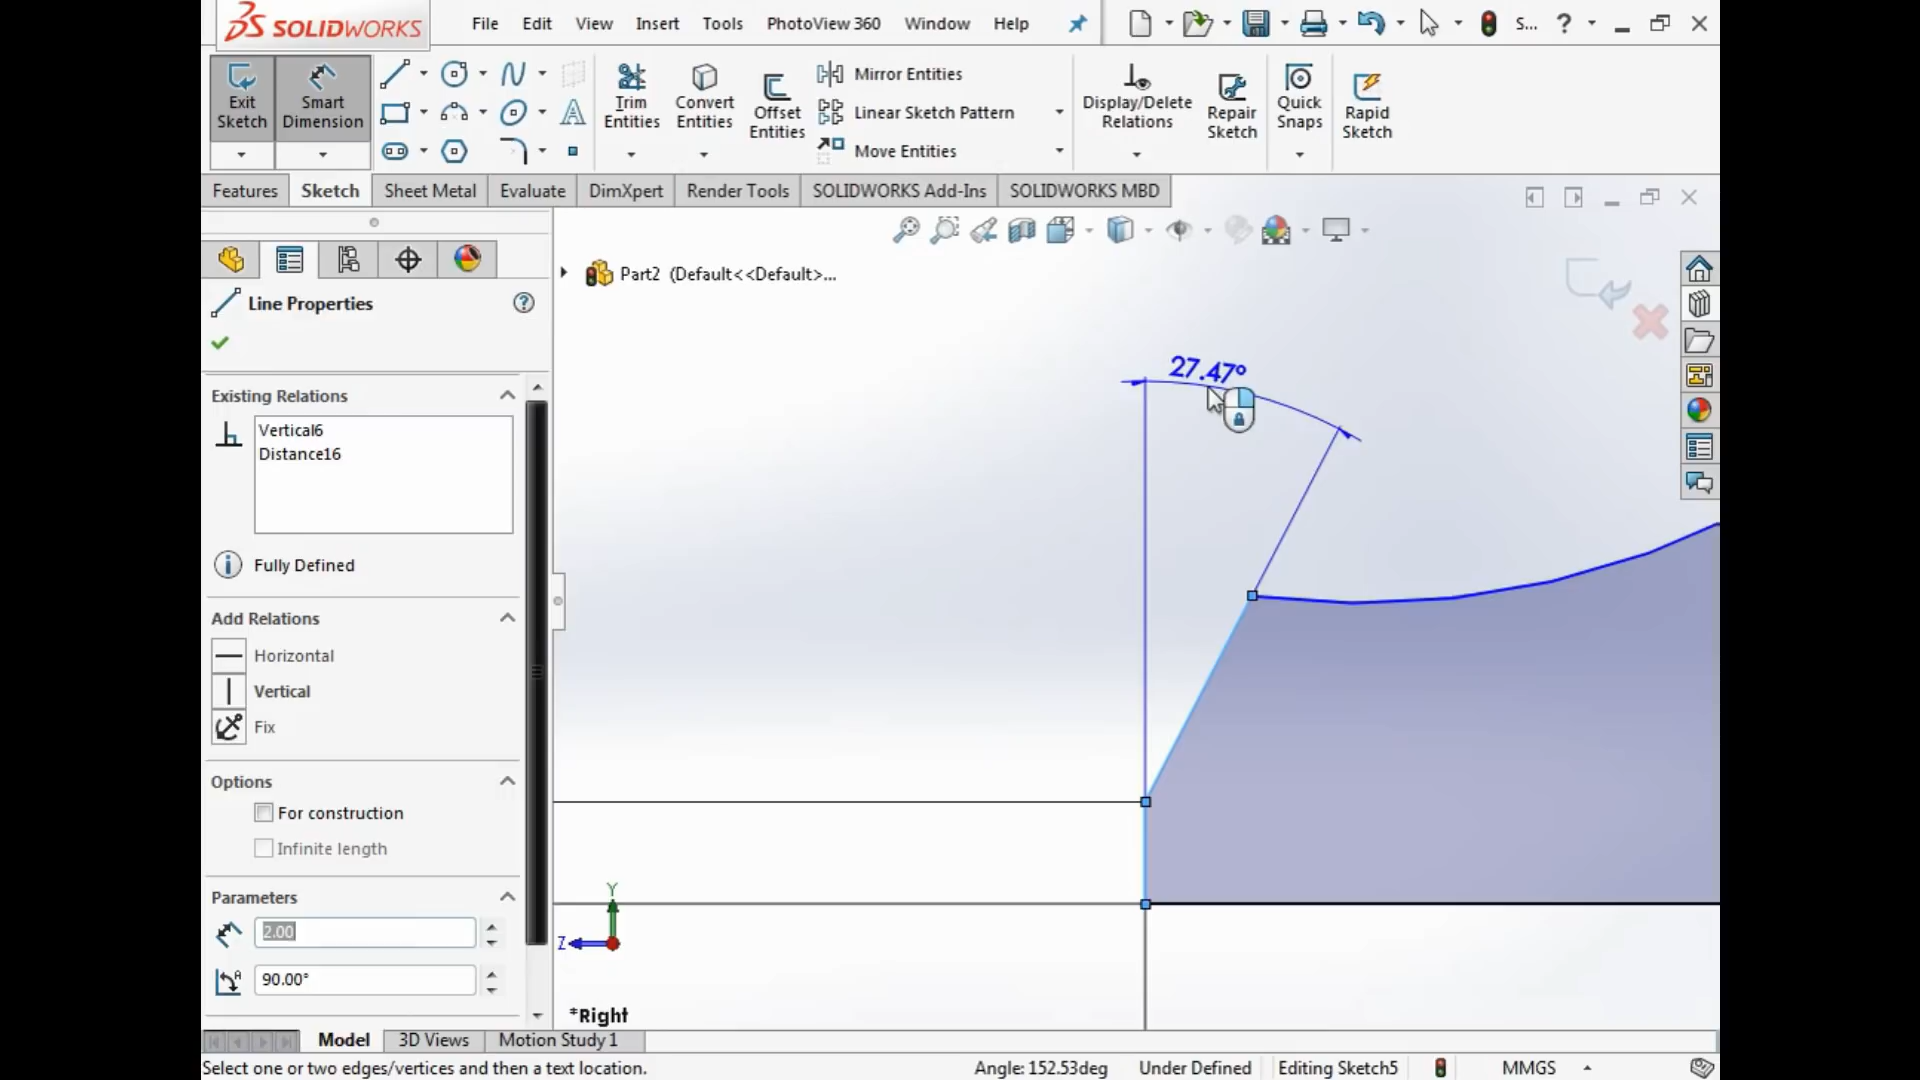 SOLIDWORKS
File Edit View Insert Tools PhotoView 360 Window Help S... ?
Exit Sketch
Smart Dimension
Trim Entities
Convert Entities
Offset Entities
Mirror Entities
Linear Sketch Pattern
Move Entities
Display/Delete Relations
Repair Sketch
Quick Snaps
Rapid Sketch
Features Sketch Sheet Metal Evaluate DimXpert Render Tools SOLIDWORKS Add-Ins SOLIDWORKS MBD
Part2 (Default<<Default>...
Line Properties
Existing Relations
Vertical6
Distance16
Fully Defined
Add Relations
Horizontal
Vertical
Fix
Options
For construction
Infinite length
Parameters
2.00
90.00°
27.47°
Y
Z
*Right
Model 3D Views Motion Study 1
Select one or two edges/vertices and then a text location. Angle: 152.53deg Under Defined Editing Sketch5 MMGS